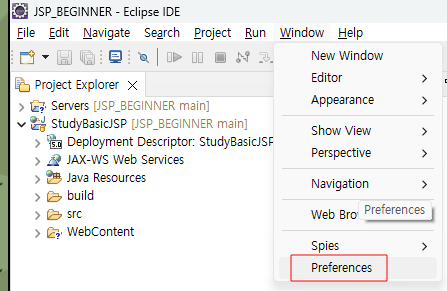 JSP_BEGINNER - Eclipse IDE
File Edit Navigate Search Project Run Window Help
Project Explorer
Servers [JSP_BEGINNER main]
StudyBasicJSP [JSP_BEGINNER main]
Deployment Descriptor: StudyBasicJSP
JAX-WS Web Services
Java Resources
build
src
WebContent
New Window
Editor
Appearance
Show View
Perspective
Navigation
Preferences
Web Bro
Spies
Preferences